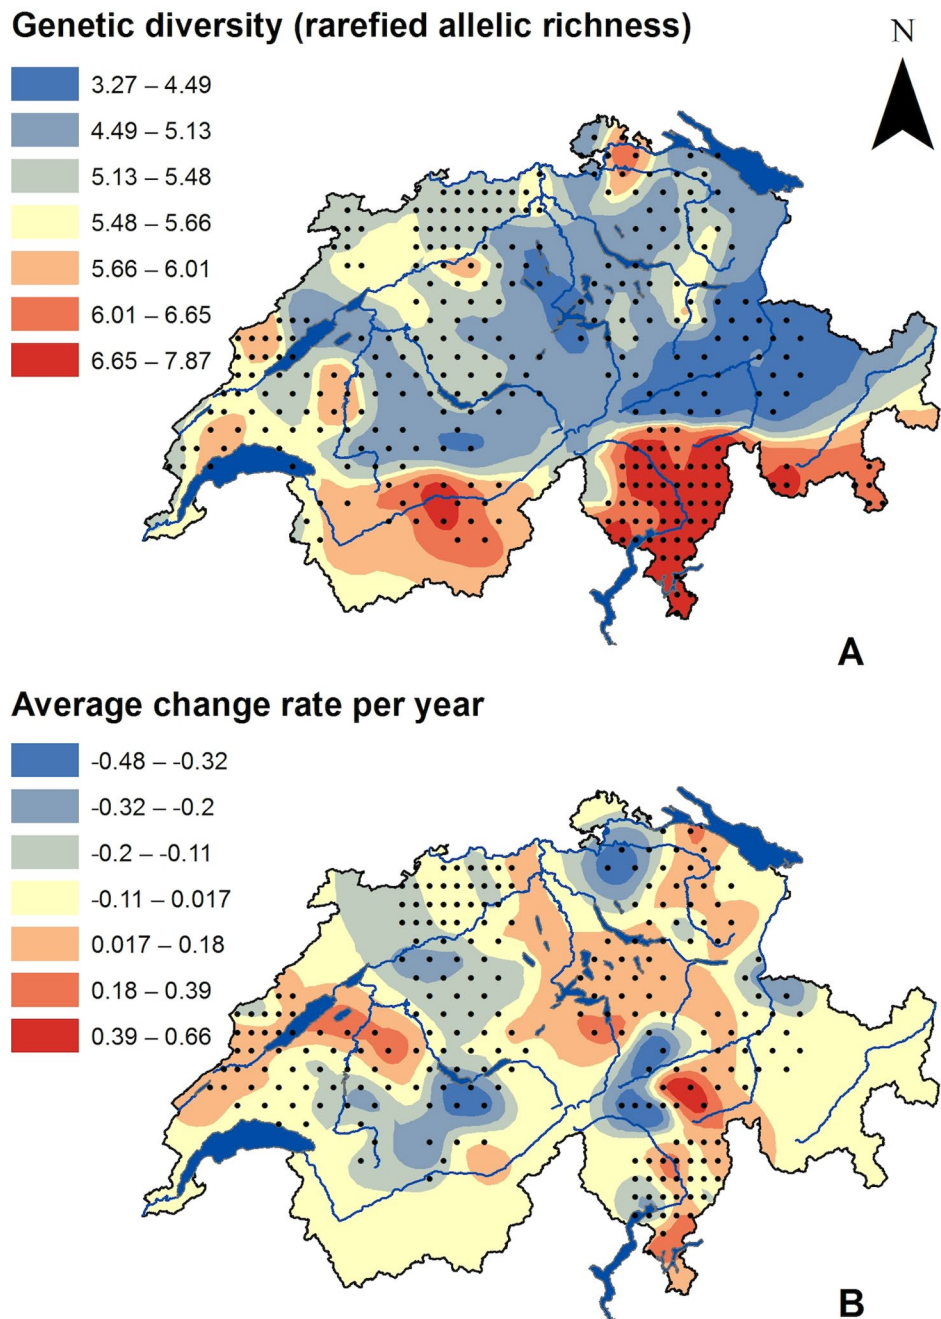 Genetic diversity (rarefied allelic richness)
N
3.27 – 4.49
4.49 – 5.13
5.13 – 5.48
5.48 – 5.66
5.66 – 6.01
6.01 – 6.65
6.65 – 7.87
A
Average change rate per year
-0.48 – -0.32
-0.32 – -0.2
-0.2 – -0.11
-0.11 – 0.017
0.017 – 0.18
0.18 – 0.39
0.39 – 0.66
B